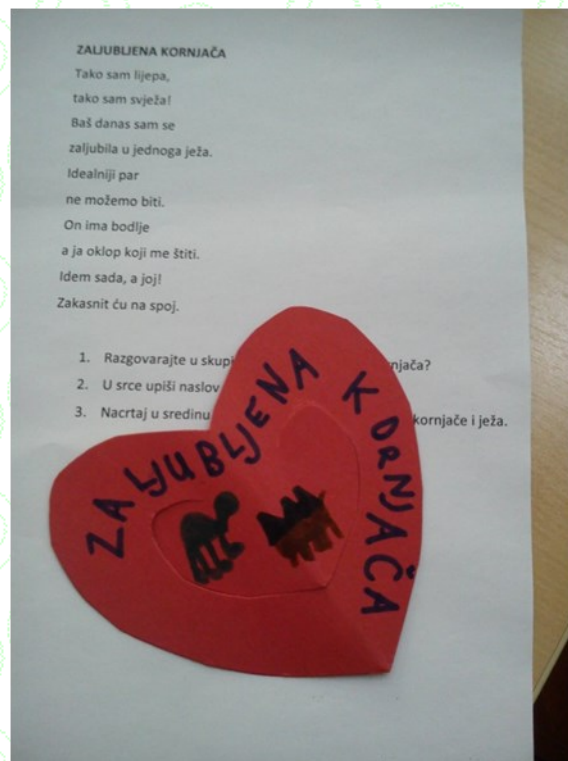 ZALJUBLJENA KORNJAČA
Tako sam lijepa,
tako sam svježa!
Baš danas sam se
zaljubila u jednoga ježa.
Idealniji par
ne možemo biti.
On ima bodlje
a ja oklop koji me štiti.
Idem sada, a joj!
Zakasnit ću na spoj.
1. Razgovarajte u skupi njača?
2. U srce upiši naslov
3. Nacrtaj u sredinu kornjače i ježa.
ZALJUBLJENA KORNJAČA